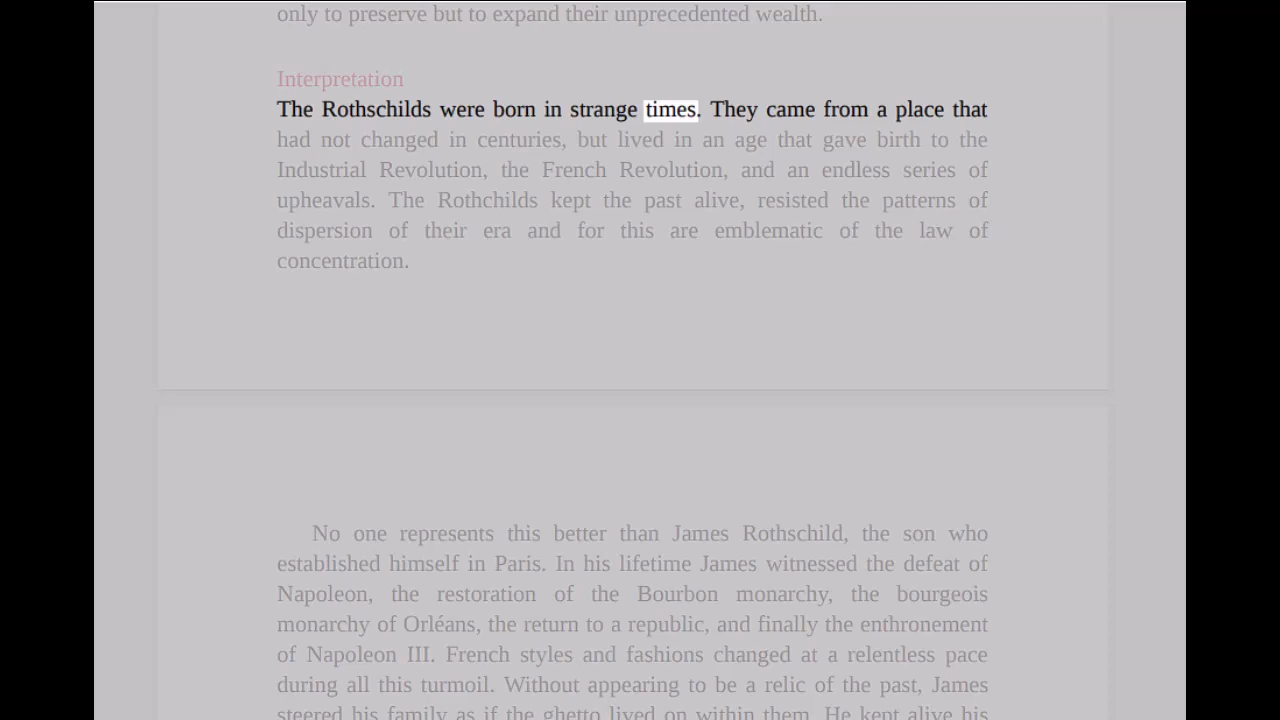 only to preserve but to expand their unprecedented wealth.
Interpretation
The Rothschilds were born in strange times. They came from a place that
had not changed in centuries, but lived in an age that gave birth to the
Industrial Revolution, the French Revolution, and an endless series of
upheavals. The Rothchilds kept the past alive, resisted the patterns of
dispersion of their era and for this are emblematic of the law of
concentration.
No one represents this better than James Rothschild, the son who
established himself in Paris. In his lifetime James witnessed the defeat of
Napoleon, the restoration of the Bourbon monarchy, the bourgeois
monarchy of Orléans, the return to a republic, and finally the enthronement
of Napoleon III. French styles and fashions changed at a relentless pace
during all this turmoil. Without appearing to be a relic of the past, James
steered his family as if the ghetto lived on within them. He kept alive his